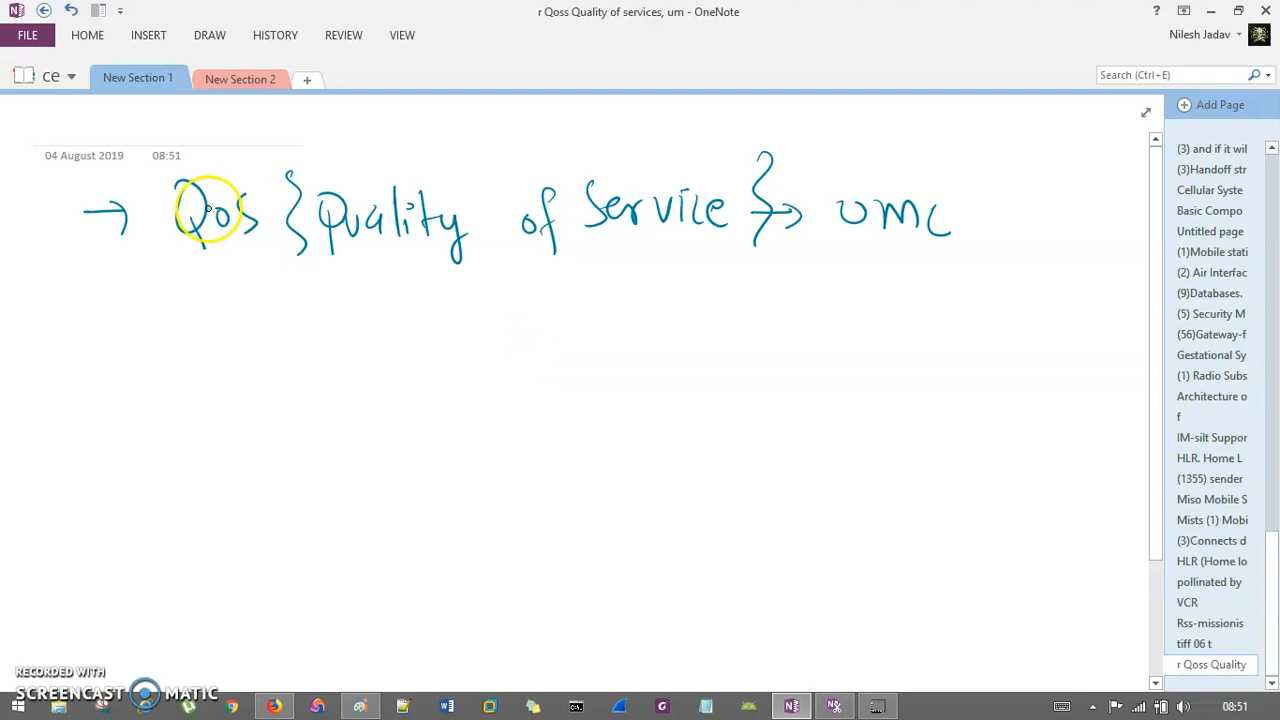 r Qoss Quality of services, um - OneNote
FILE HOME INSERT DRAW HISTORY REVIEW VIEW
Nilesh Jadav
ce New Section 1 New Section 2 +
Search (Ctrl+E)
Add Page
04 August 2019 08:51
→ QoS { Quality of Service } → OMC
(3) and if it wil
(3)Handoff str
Cellular Syste
Basic Compo
Untitled page
(1)Mobile stati
(2) Air Interfac
(9)Databases.
(5) Security M
(56)Gateway-f
Gestational Sy
(1) Radio Subs
Architecture o
f
IM-silt Suppor
HLR. Home L
(1355) sender
Miso Mobile S
Mists (1) Mobi
(3)Connects d
HLR (Home lo
pollinated by
VCR
Rss-missionis
tiff 06 t
r Qoss Quality
RECORDED WITH
SCREENCAST MATIC
08:51